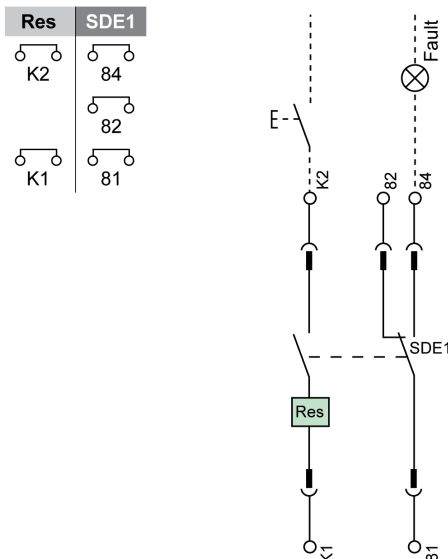 Res SDE1
K2 84
82
K1 81
Fault
K2
82
84
SDE1
Res
K1
81